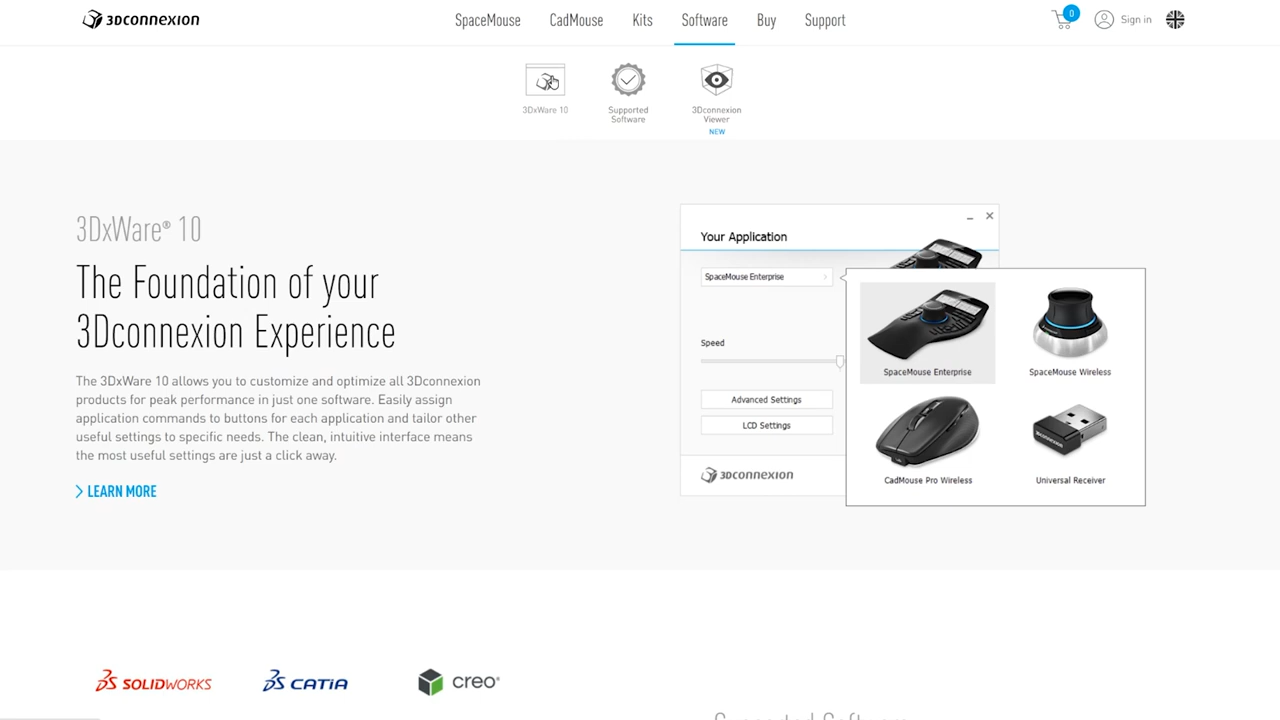 3DCONNEXION
SpaceMouse
CadMouse
Kits
Software
Buy
Support
0
Sign in
3DxWare 10
Supported
Software
3Dconnexion
Viewer
NEW
3DxWare® 10
The Foundation of your
3Dconnexion Experience
The 3DxWare 10 allows you to customize and optimize all 3Dconnexion
products for peak performance in just one software. Easily assign
application commands to buttons for each application and tailor other
useful settings to specific needs. The clean, intuitive interface means
the most useful settings are just a click away.
LEARN MORE
Your Application
SpaceMouse Enterprise
Speed
Advanced Settings
LCD Settings
3DCONNEXION
SpaceMouse Enterprise
SpaceMouse Wireless
CadMouse Pro Wireless
3DCONNEXION
Universal Receiver
SOLIDWORKS
CATIA
creo®
Supported Software